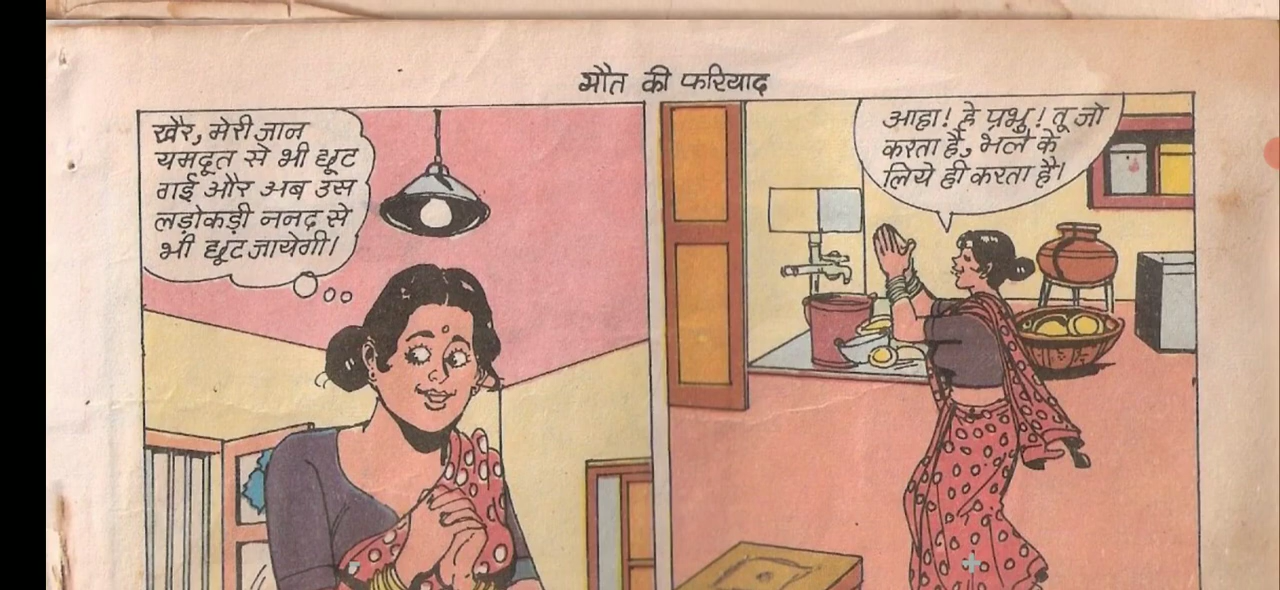 मौत की फरियाद
खैर, मेरी जान
यमदूत से भी छूट
गई और अब उस
लड़ोकड़ी ननद से
भी छूट जायेगी।
आहा! हे प्रभु! तू जो
करता है, भले के
लिये ही करता है।